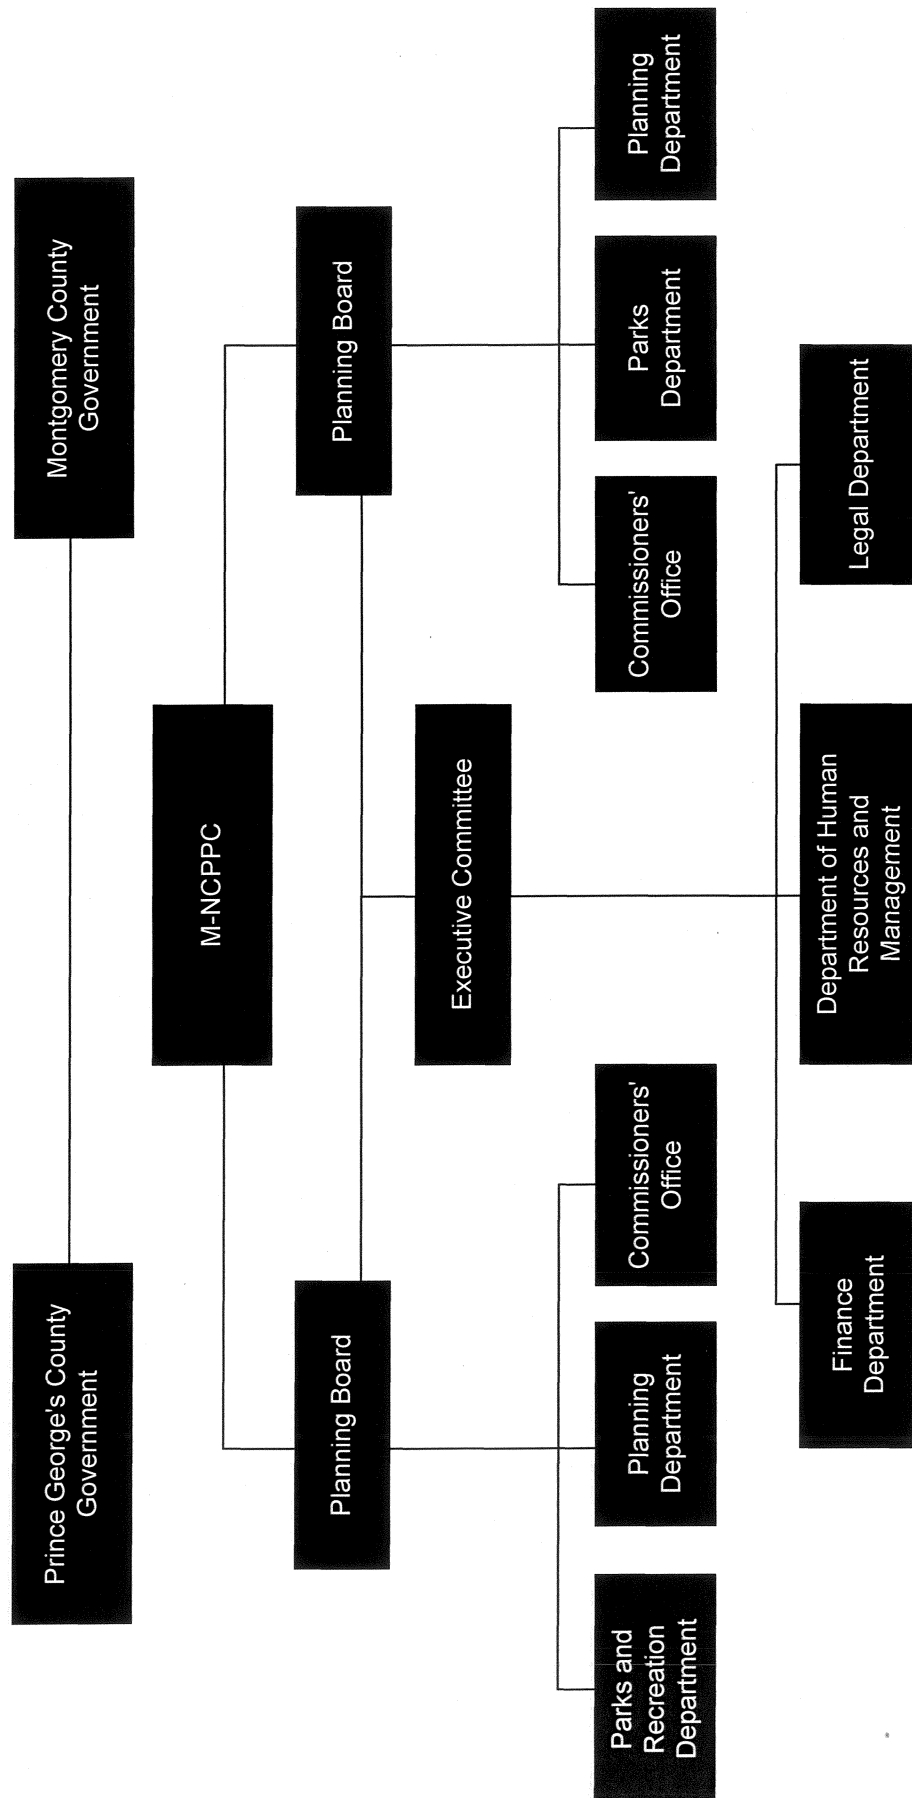 Prince George's County
Government
Montgomery County
Government
M-NCPPC
Planning Board
Planning Board
Executive Committee
Parks and
Recreation
Department
Planning
Department
Commissioners'
Office
Commissioners'
Office
Parks
Department
Planning
Department
Finance
Department
Department of Human
Resources and
Management
Legal Department